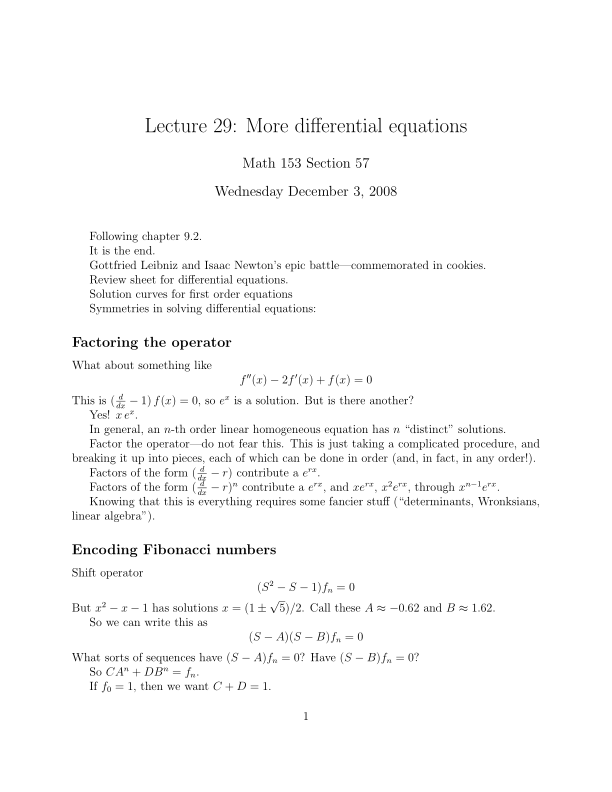 Lecture 29: More differential equations
Math 153 Section 57
Wednesday December 3, 2008
Following chapter 9.2.
It is the end.
Gottfried Leibniz and Isaac Newton's epic battle—commemorated in cookies.
Review sheet for differential equations.
Solution curves for first order equations
Symmetries in solving differential equations:
Factoring the operator
What about something like
f''(x) − 2f'(x) + f(x) = 0
This is (d/dx − 1) f(x) = 0, so e^x is a solution. But is there another?
Yes! x e^x.
In general, an n-th order linear homogeneous equation has n “distinct” solutions.
Factor the operator—do not fear this. This is just taking a complicated procedure, and
breaking it up into pieces, each of which can be done in order (and, in fact, in any order!).
Factors of the form (d/dx − r) contribute a e^{rx}.
Factors of the form (d/dx − r)^n contribute a e^{rx}, and xe^{rx}, x^2e^{rx}, through x^{n−1}e^{rx}.
Knowing that this is everything requires some fancier stuff (“determinants, Wronksians,
linear algebra”).
Encoding Fibonacci numbers
Shift operator
(S^2 − S − 1)f_n = 0
But x^2 − x − 1 has solutions x = (1 ± √5)/2. Call these A ≈ −0.62 and B ≈ 1.62.
So we can write this as
(S − A)(S − B)f_n = 0
What sorts of sequences have (S − A)f_n = 0? Have (S − B)f_n = 0?
So CA^n + DB^n = f_n.
If f_0 = 1, then we want C + D = 1.
1